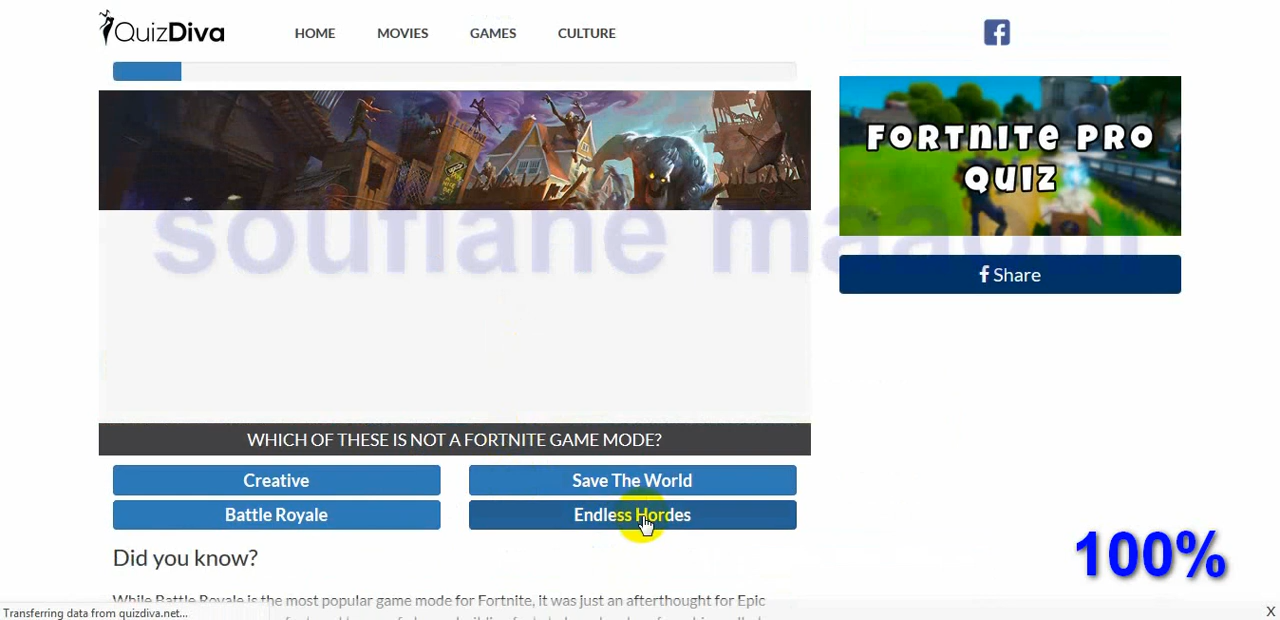 QuizDiva
HOME MOVIES GAMES CULTURE
FORTNITE PRO
QUIZ
soufiane maaoui
Share
WHICH OF THESE IS NOT A FORTNITE GAME MODE?
Creative Save The World
Battle Royale Endless Hordes
Did you know?
100%
While Battle Royale is the most popular game mode for Fortnite, it was just an afterthought for Epic
Transferring data from quizdiva.net...
X